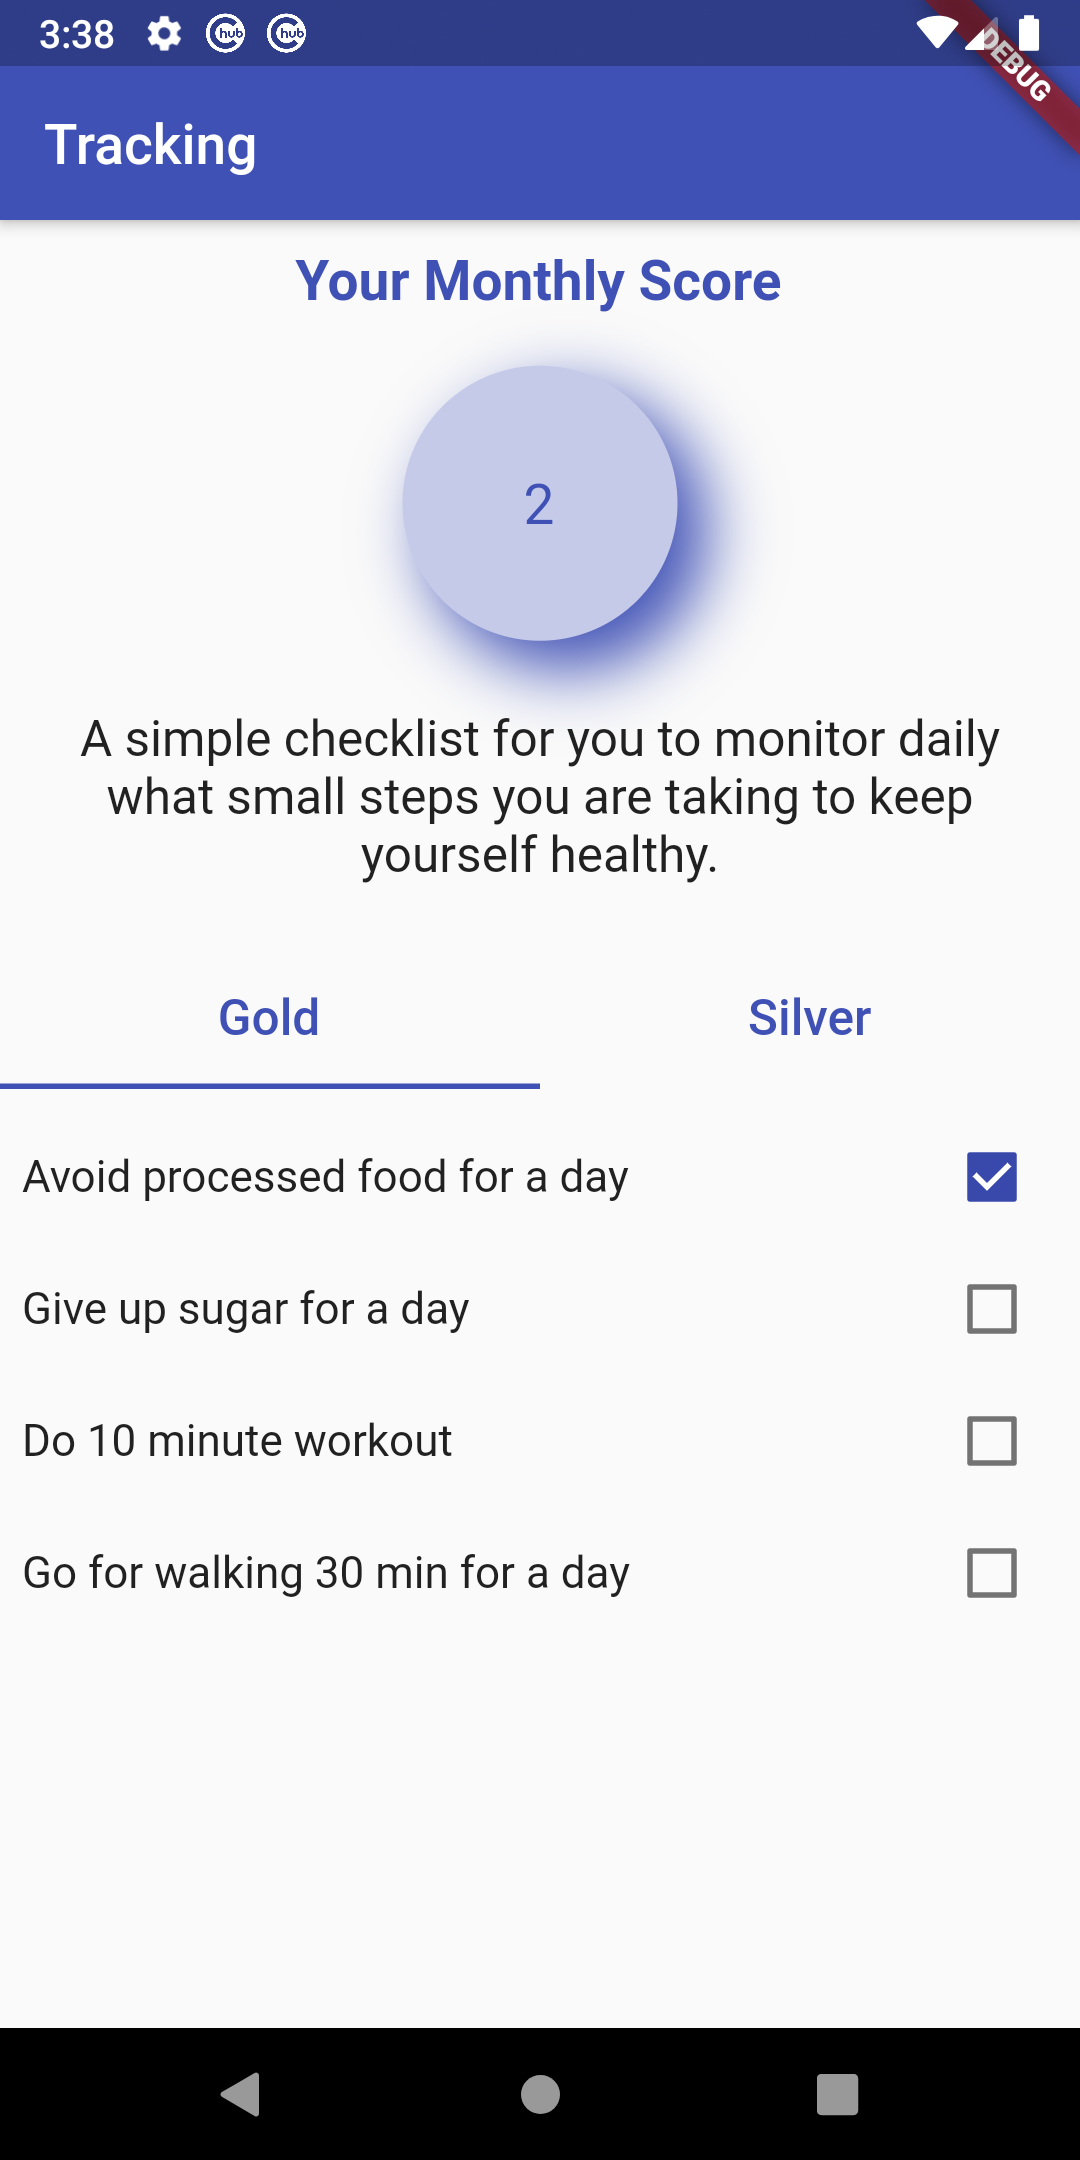 3:38 hub hub
DEBUG
Tracking
Your Monthly Score
2
A simple checklist for you to monitor daily
what small steps you are taking to keep
yourself healthy.
Gold Silver
Avoid processed food for a day
Give up sugar for a day
Do 10 minute workout
Go for walking 30 min for a day